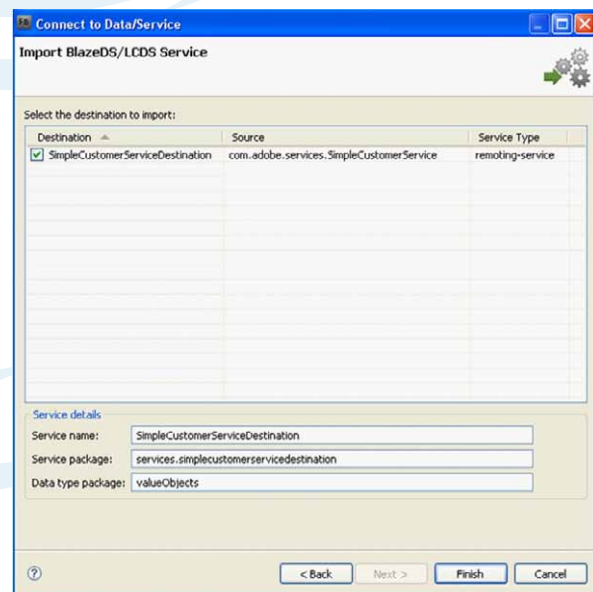 Connect to Data/Service
Import BlazeDS/LCDS Service
Select the destination to import:
Destination Source Service Type
SimpleCustomerServiceDestination com.adobe.services.SimpleCustomerService remoting-service
Service details
Service name: SimpleCustomerServiceDestination
Service package: services.simplecustomerservicedestination
Data type package: valueObjects
? < Back Next > Finish Cancel